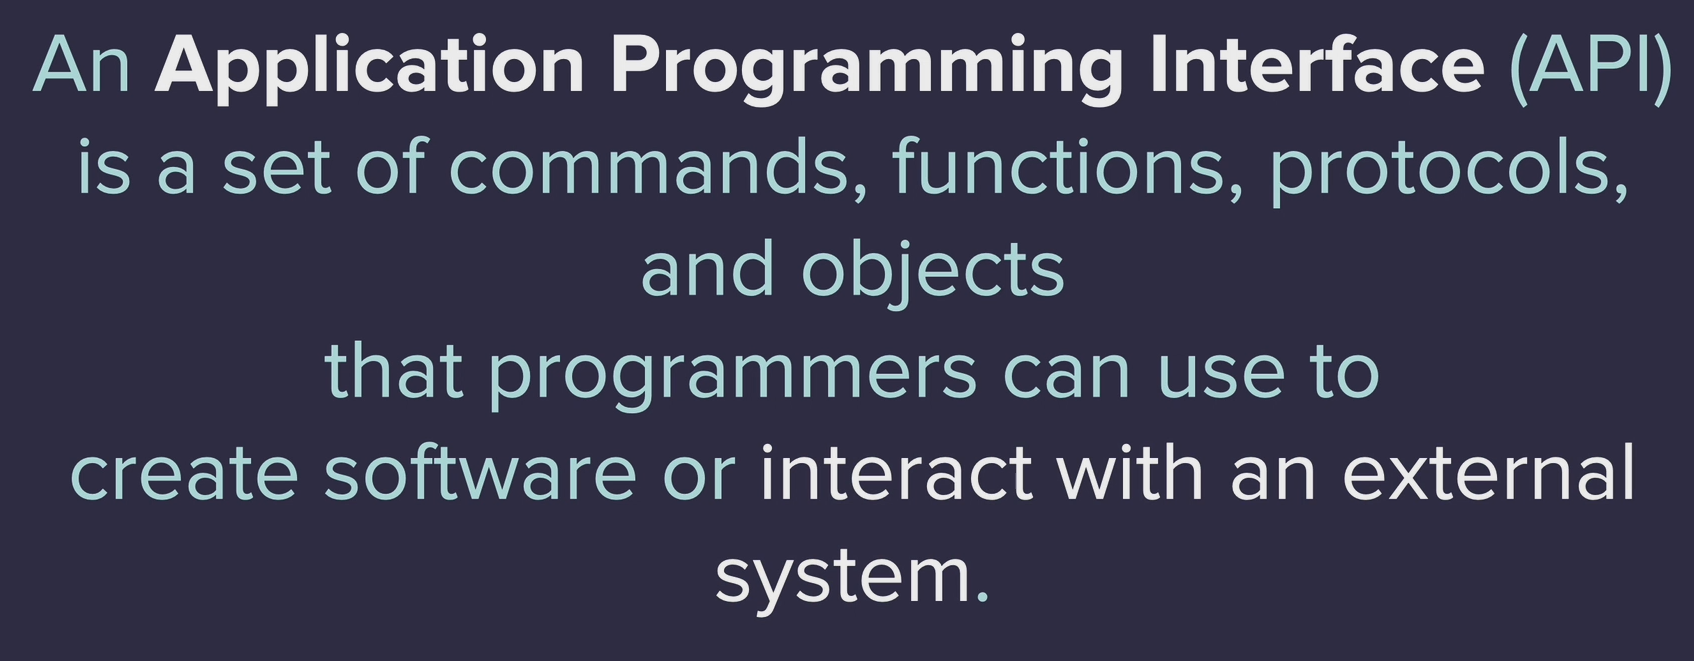 An Application Programming Interface (API)
is a set of commands, functions, protocols,
and objects
that programmers can use to
create software or interact with an external
system.